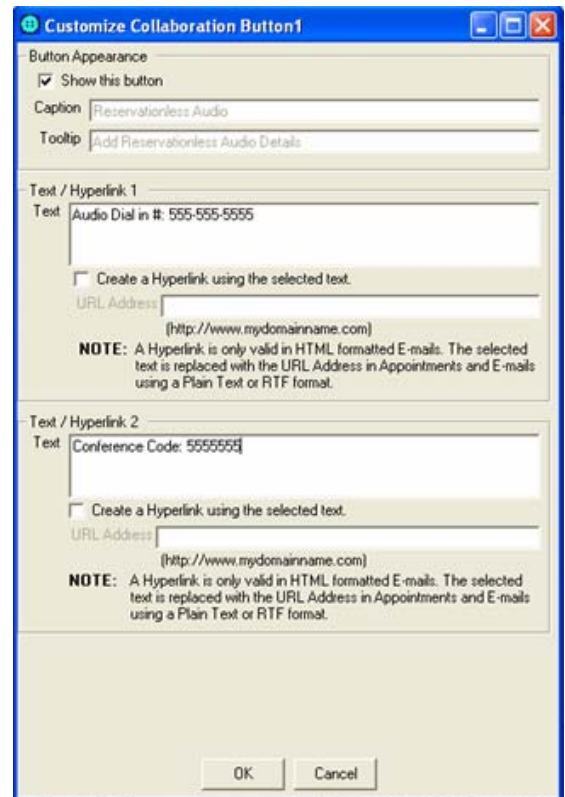 Customize Collaboration Button1
Button Appearance
Show this button
Caption Reservationless Audio
Tooltip Add Reservationless Audio Details
Text / Hyperlink 1
Text Audio Dial in #: 555-555-5555
Create a Hyperlink using the selected text.
URL Address
(http://www.mydomainname.com)
NOTE: A Hyperlink is only valid in HTML formatted E-mails. The selected
text is replaced with the URL Address in Appointments and E-mails
using a Plain Text or RTF format.
Text / Hyperlink 2
Text Conference Code: 5555555
Create a Hyperlink using the selected text.
URL Address
(http://www.mydomainname.com)
NOTE: A Hyperlink is only valid in HTML formatted E-mails. The selected
text is replaced with the URL Address in Appointments and E-mails
using a Plain Text or RTF format.
OK Cancel